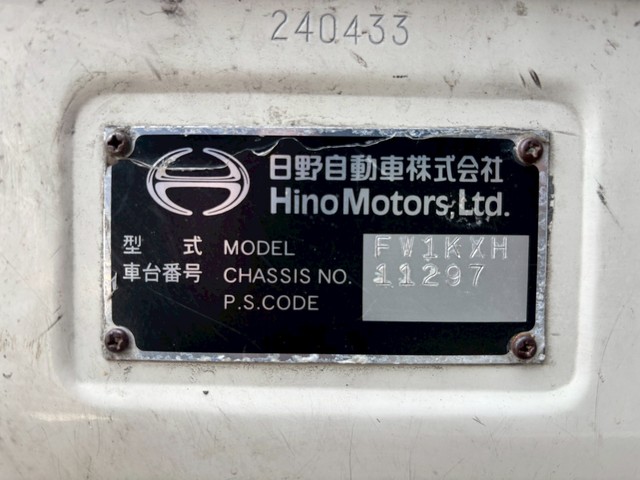 240433
日野自動車株式会社
Hino Motors, Ltd.
型 式 MODEL FW1KXH
車台番号 CHASSIS NO. 11297
P.S.CODE